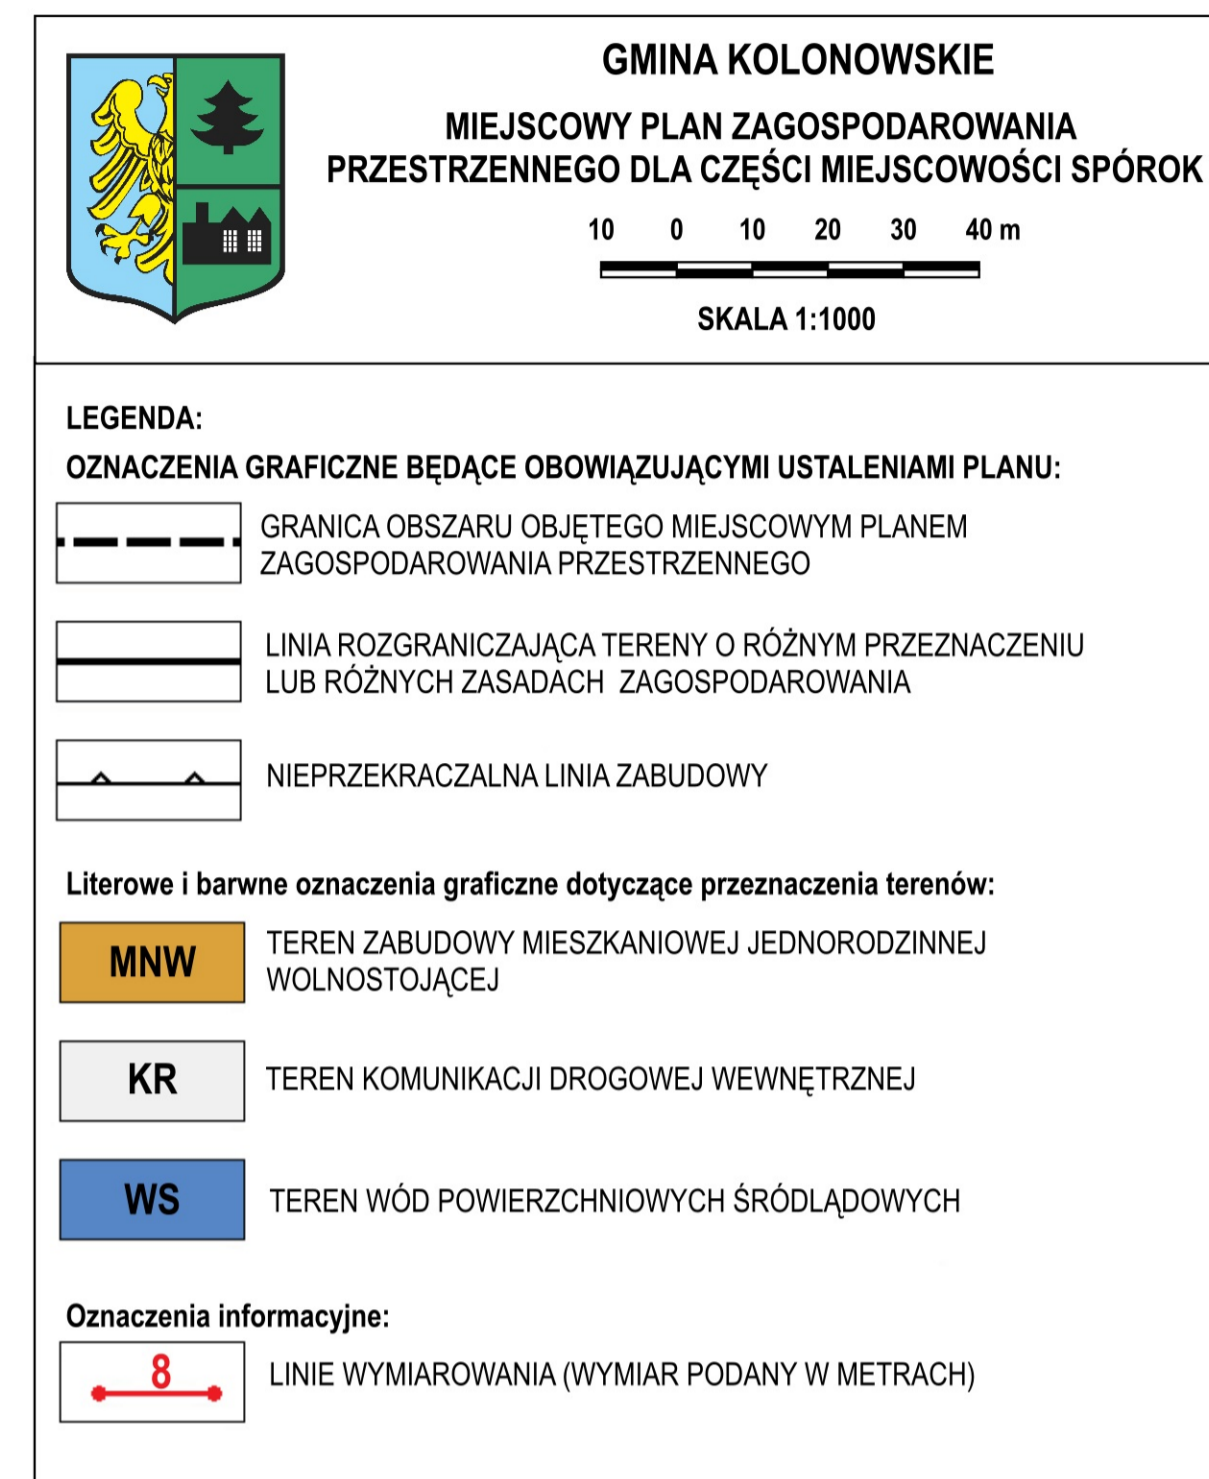 GMINA KOLONOWSKIE
MIEJSCOWY PLAN ZAGOSPODAROWANIA
PRZESTRZENNEGO DLA CZĘŚCI MIEJSCOWOŚCI SPÓROK
10 0 10 20 30 40 m
SKALA 1:1000
LEGENDA:
OZNACZENIA GRAFICZNE BĘDĄCE OBOWIĄZUJĄCYMI USTALENIAMI PLANU:
GRANICA OBSZARU OBJĘTEGO MIEJSCOWYM PLANEM
ZAGOSPODAROWANIA PRZESTRZENNEGO
LINIA ROZGRANICZAJĄCA TERENY O RÓŻNYM PRZEZNACZENIU
LUB RÓŻNYCH ZASADACH ZAGOSPODAROWANIA
NIEPRZEKRACZALNA LINIA ZABUDOWY
Literowe i barwne oznaczenia graficzne dotyczące przeznaczenia terenów:
MNW
TEREN ZABUDOWY MIESZKANIOWEJ JEDNORODZINNEJ
WOLNOSTOJĄCEJ
KR
TEREN KOMUNIKACJI DROGOWEJ WEWNĘTRZNEJ
WS
TEREN WÓD POWIERZCHNIOWYCH ŚRÓDLĄDOWYCH
Oznaczenia informacyjne:
8
LINIE WYMIAROWANIA (WYMIAR PODANY W METRACH)